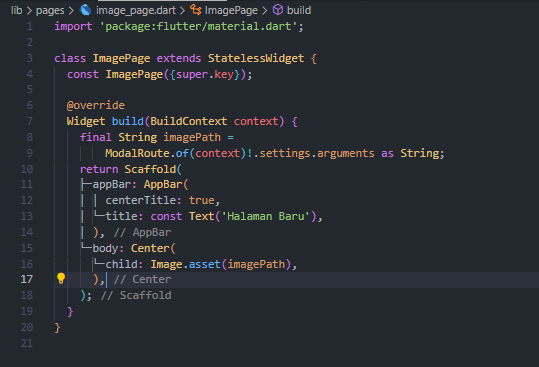 lib > pages > image_page.dart > ImagePage > build
1 import 'package:flutter/material.dart';
2
3 class ImagePage extends StatelessWidget {
4 const ImagePage({super.key});
5
6 @override
7 Widget build(BuildContext context) {
8 final String imagePath =
9 ModalRoute.of(context)!.settings.arguments as String;
10 return Scaffold(
11 appBar: AppBar(
12 centerTitle: true,
13 title: const Text('Halaman Baru'),
14 ), // AppBar
15 body: Center(
16 child: Image.asset(imagePath),
17 ), // Center
18 ); // Scaffold
19 }
20 }
21